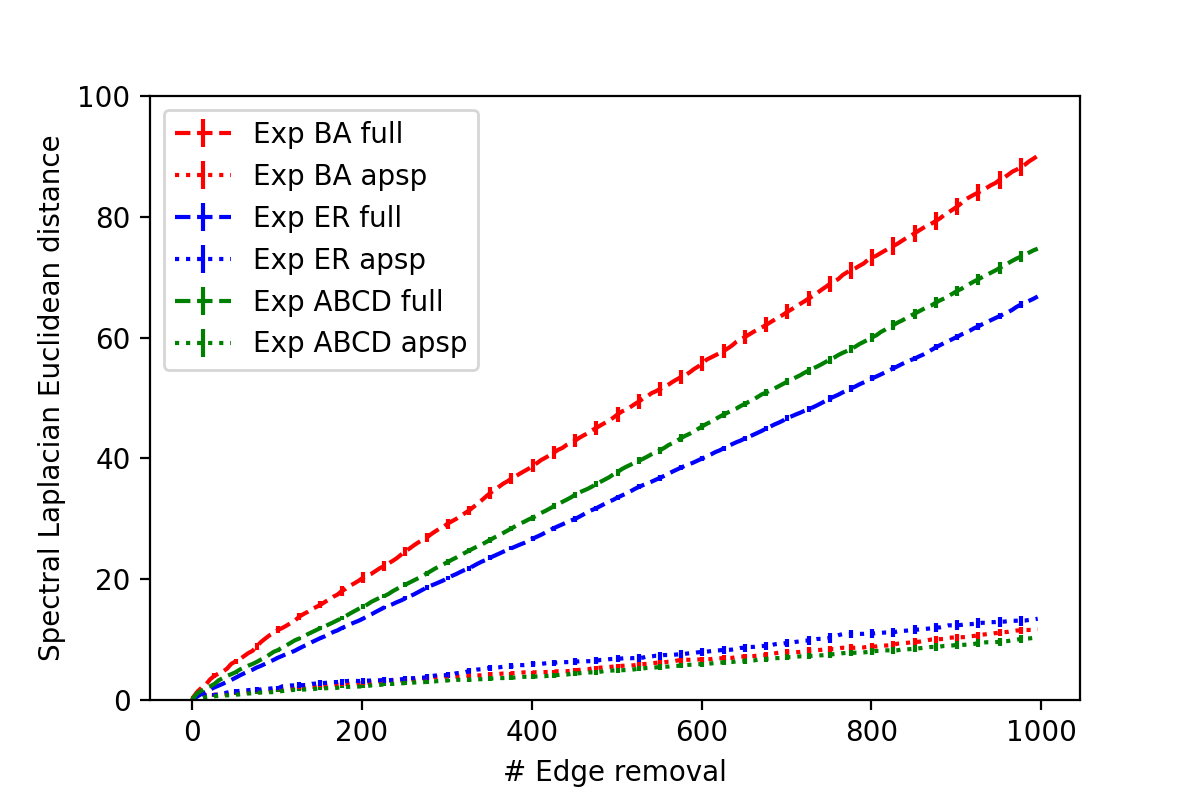 100
80
60
40
20
0
Spectral Laplacian Euclidean distance
Exp BA full
Exp BA apsp
Exp ER full
Exp ER apsp
Exp ABCD full
Exp ABCD apsp
0 200 400 600 800 1000
# Edge removal